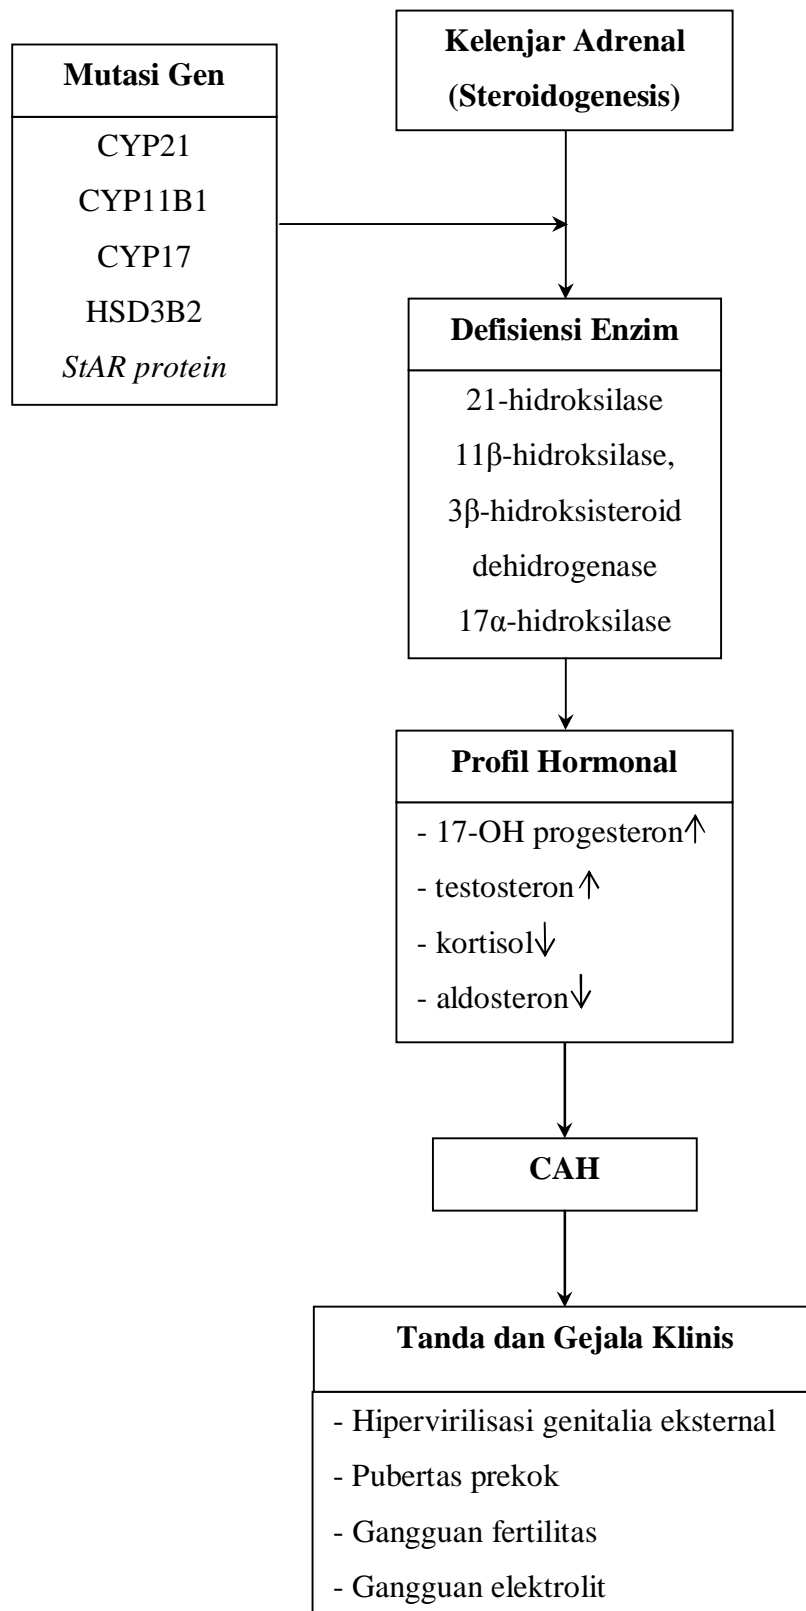 Kelenjar Adrenal
(Steroidogenesis)
Mutasi Gen
CYP21
CYP11B1
CYP17
HSD3B2
StAR protein
Defisiensi Enzim
21-hidroksilase
11β-hidroksilase,
3β-hidroksisteroid
dehidrogenase
17α-hidroksilase
Profil Hormonal
- 17-OH progesteron↑
- testosteron↑
- kortisol↓
- aldosteron↓
CAH
Tanda dan Gejala Klinis
- Hipervirilisasi genitalia eksternal
- Pubertas prekok
- Gangguan fertilitas
- Gangguan elektrolit